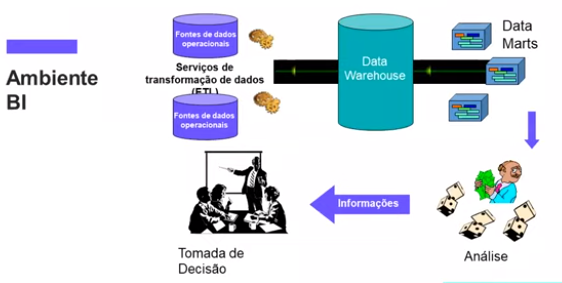 Ambiente
BI
Fontes de dados
operacionais
Serviços de
transformação de dados
(ETL)
Fontes de dados
operacionais
Data
Warehouse
Data
Marts
Análise
Informações
Tomada de
Decisão